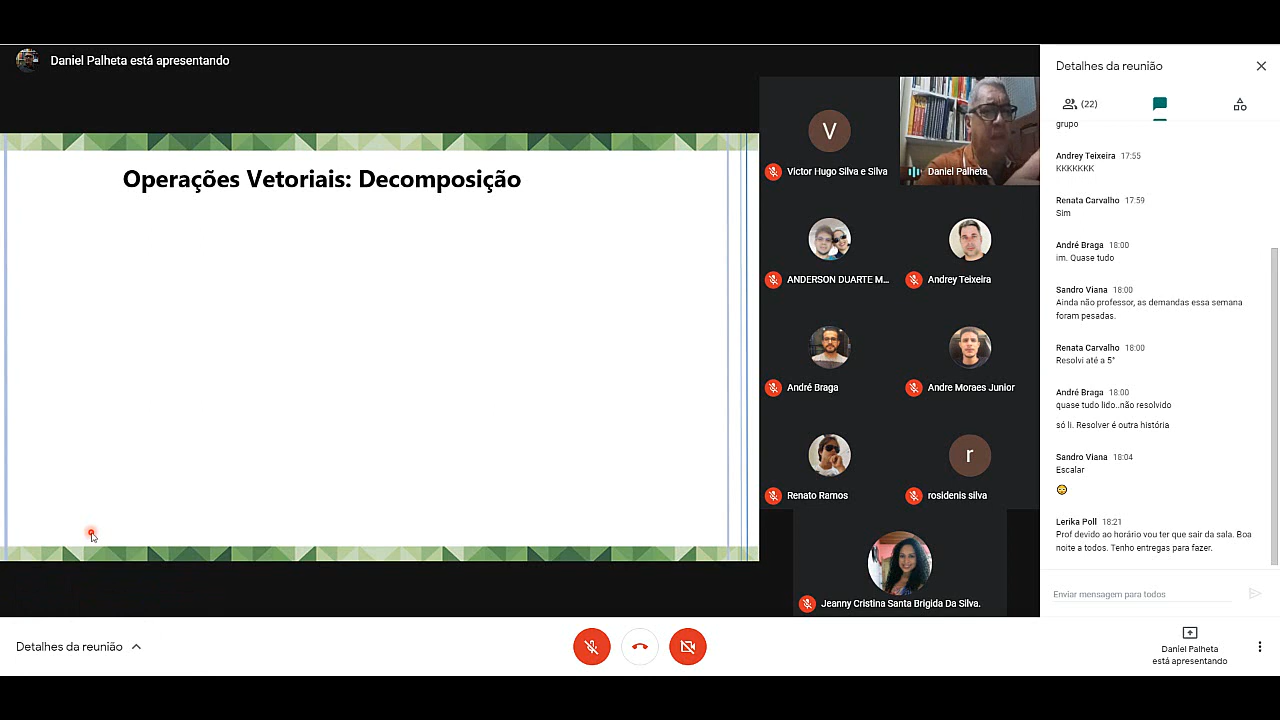 Daniel Palheta está apresentando
Operações Vetoriais: Decomposição
V
Victor Hugo Silva e Silva
Daniel Palheta
ANDERSON DUARTE M...
Andrey Teixeira
André Braga
Andre Moraes Junior
Renato Ramos
r
rosidenis silva
Jeanny Cristina Santa Brigida Da Silva.
Detalhes da reunião
(22)
grupo
Andrey Teixeira 17:55
KKKKKKK
Renata Carvalho 17:59
Sim
André Braga 18:00
im. Quase tudo
Sandro Viana 18:00
Ainda não professor, as demandas essa semana
foram pesadas.
Renata Carvalho 18:00
Resolvi até a 5°
André Braga 18:00
quase tudo lido..não resolvido
só li. Resolver é outra história
Sandro Viana 18:04
Escalar
Lerika Poll 18:21
Prof devido ao horário vou ter que sair da sala. Boa
noite a todos. Tenho entregas para fazer.
Enviar mensagem para todos
Detalhes da reunião
Daniel Palheta
está apresentando